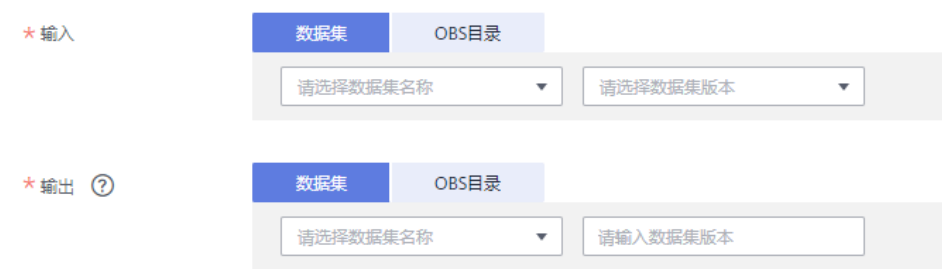 * 输入 数据集 OBS目录
请选择数据集名称 请选择数据集版本
* 输出 ? 数据集 OBS目录
请选择数据集名称 请输入数据集版本